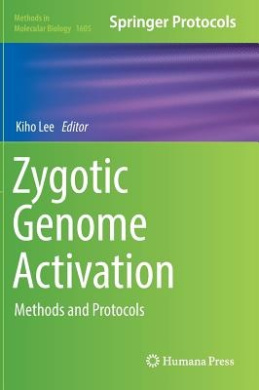 Methods in
Molecular Biology 1605
Springer Protocols
Kiho Lee Editor
Zygotic
Genome
Activation
Methods and Protocols
Humana Press